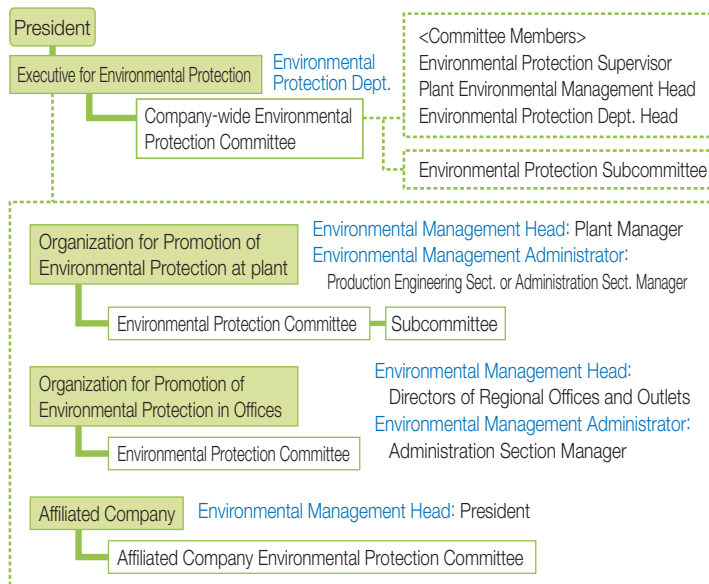 President
Executive for Environmental Protection
Environmental
Protection Dept.
Company-wide Environmental
Protection Committee
<Committee Members>
Environmental Protection Supervisor
Plant Environmental Management Head
Environmental Protection Dept. Head
Environmental Protection Subcommittee
Organization for Promotion of
Environmental Protection at plant
Environmental Management Head: Plant Manager
Environmental Management Administrator:
Production Engineering Sect. or Administration Sect. Manager
Environmental Protection Committee
Subcommittee
Organization for Promotion of
Environmental Protection in Offices
Environmental Management Head:
Directors of Regional Offices and Outlets
Environmental Management Administrator:
Administration Section Manager
Environmental Protection Committee
Affiliated Company
Environmental Management Head: President
Affiliated Company Environmental Protection Committee